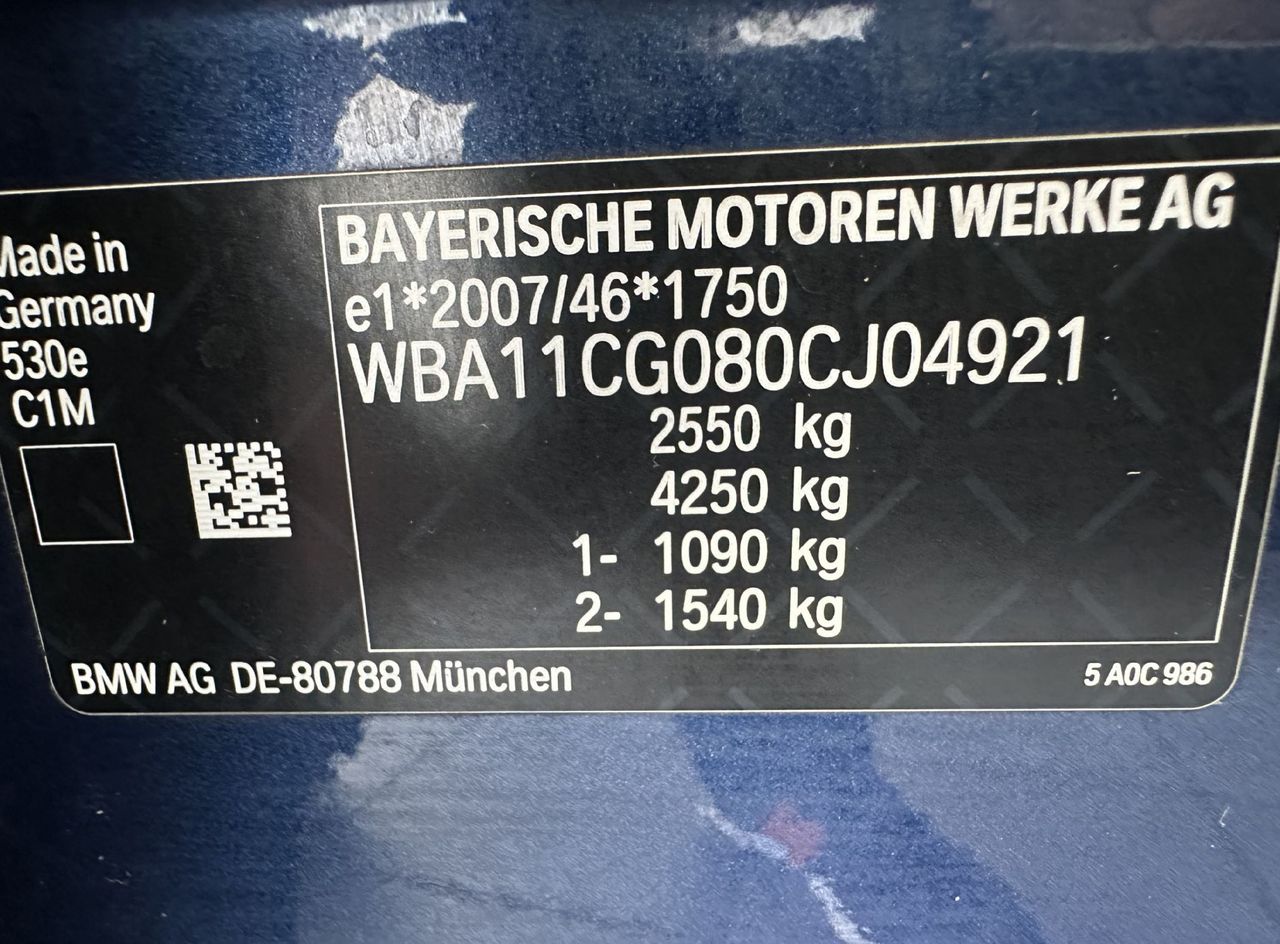 Made in
Germany
530e
C1M
BAYERISCHE MOTOREN WERKE AG
e1*2007/46*1750
WBA11CG080CJ04921
2550 kg
4250 kg
1- 1090 kg
2- 1540 kg
BMW AG DE-80788 München
5 A0C 986